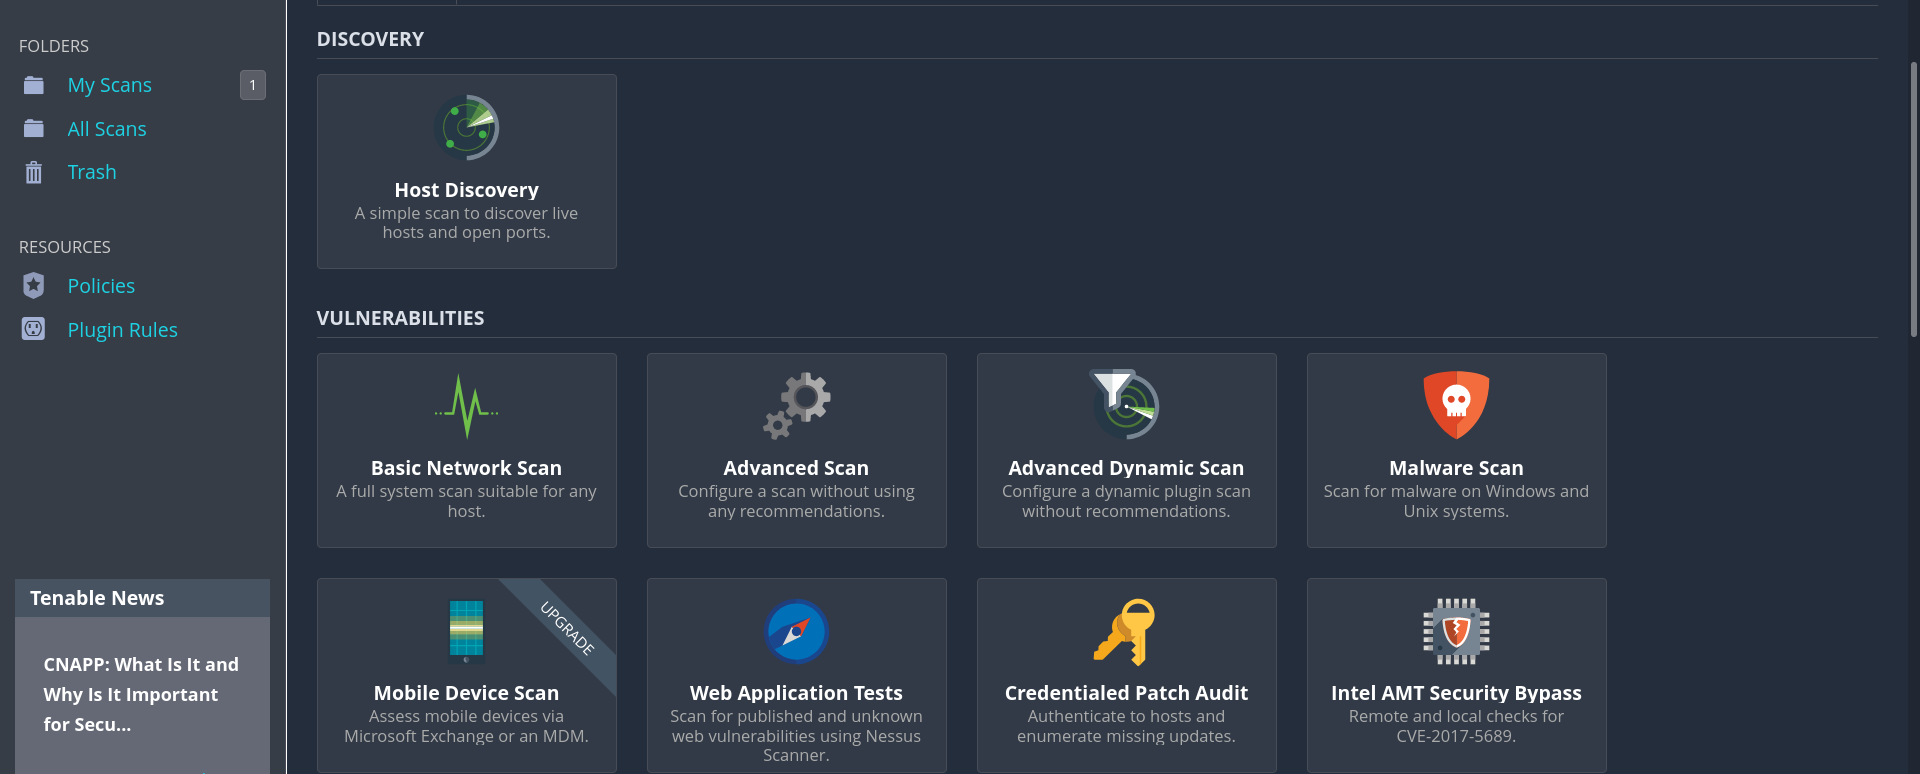 FOLDERS
My Scans
1
All Scans
Trash
RESOURCES
Policies
Plugin Rules
Tenable News
CNAPP: What Is It and
Why Is It Important
for Secu...
DISCOVERY
Host Discovery
A simple scan to discover live
hosts and open ports.
VULNERABILITIES
Basic Network Scan
A full system scan suitable for any
host.
Advanced Scan
Configure a scan without using
any recommendations.
Advanced Dynamic Scan
Configure a dynamic plugin scan
without recommendations.
Malware Scan
Scan for malware on Windows and
Unix systems.
UPGRADE
Mobile Device Scan
Assess mobile devices via
Microsoft Exchange or an MDM.
Web Application Tests
Scan for published and unknown
web vulnerabilities using Nessus
Scanner.
Credentialed Patch Audit
Authenticate to hosts and
enumerate missing updates.
Intel AMT Security Bypass
Remote and local checks for
CVE-2017-5689.